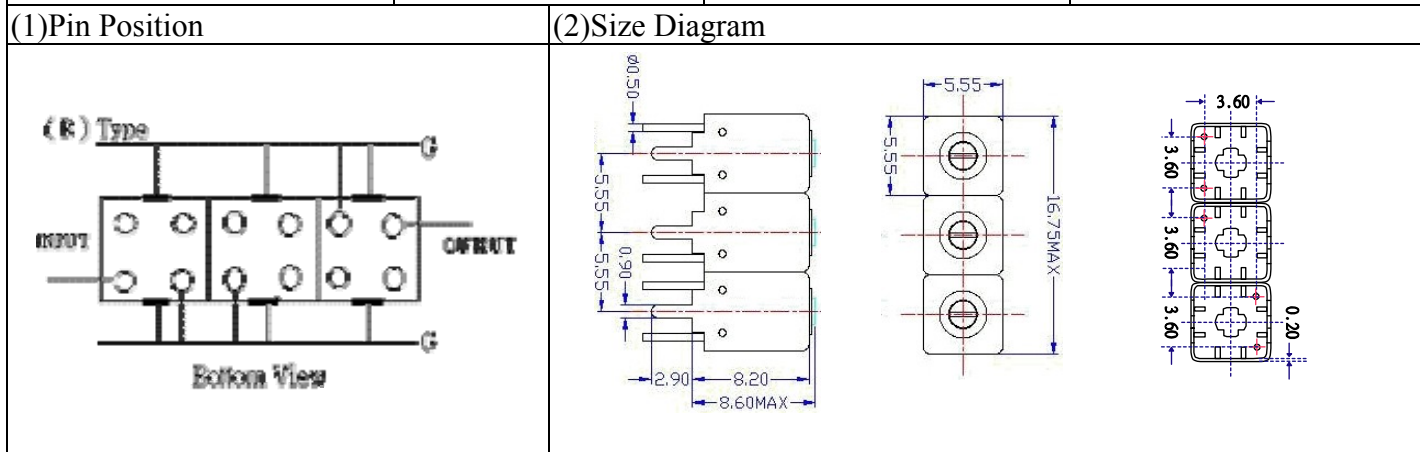 (1)Pin Position
(2)Size Diagram
(R) Type
G
INPUT
G
Bottom View
ø0.50
5.55
5.55
0.90
2.90
8.20
8.60MAX
5.55
5.55
16.75MAX
3.60
3.60
3.60
3.60
0.20